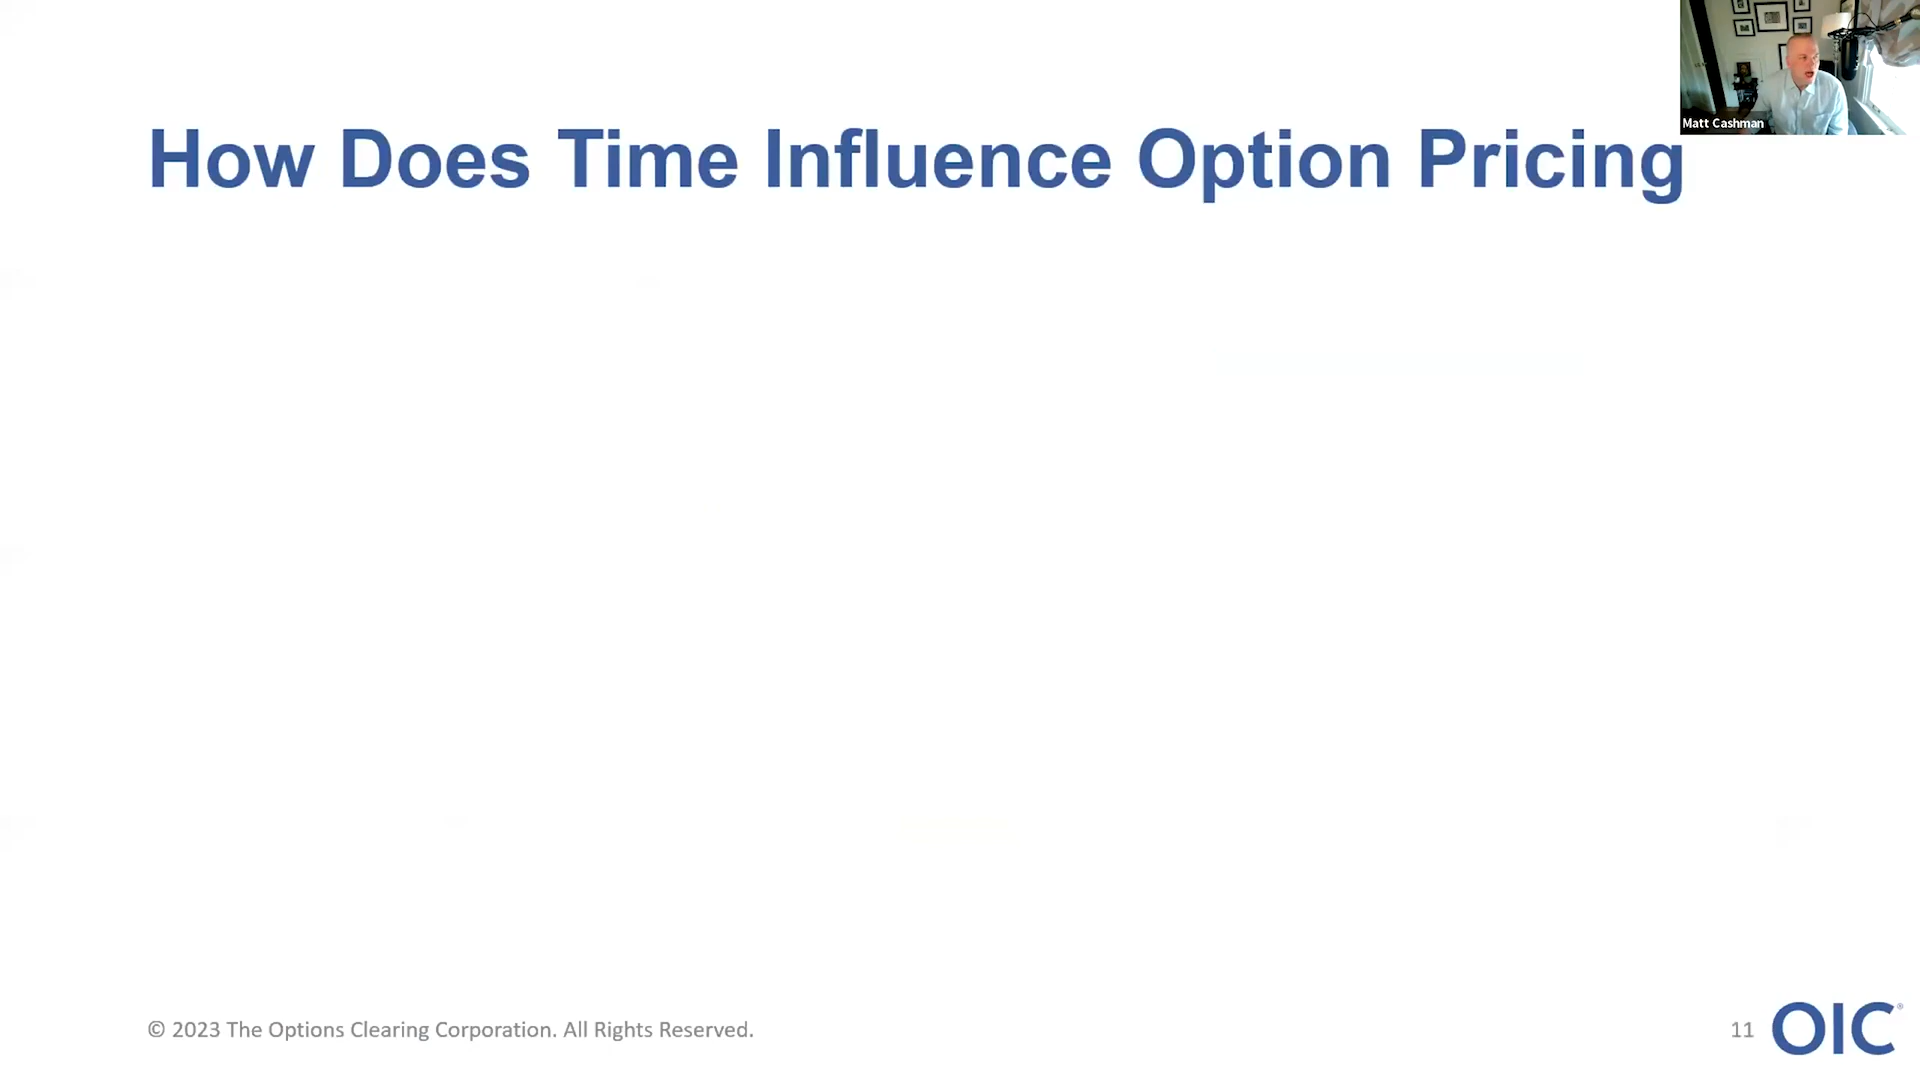 Matt Cashman
How Does Time Influence Option Pricing
© 2023 The Options Clearing Corporation. All Rights Reserved.
11
OIC®